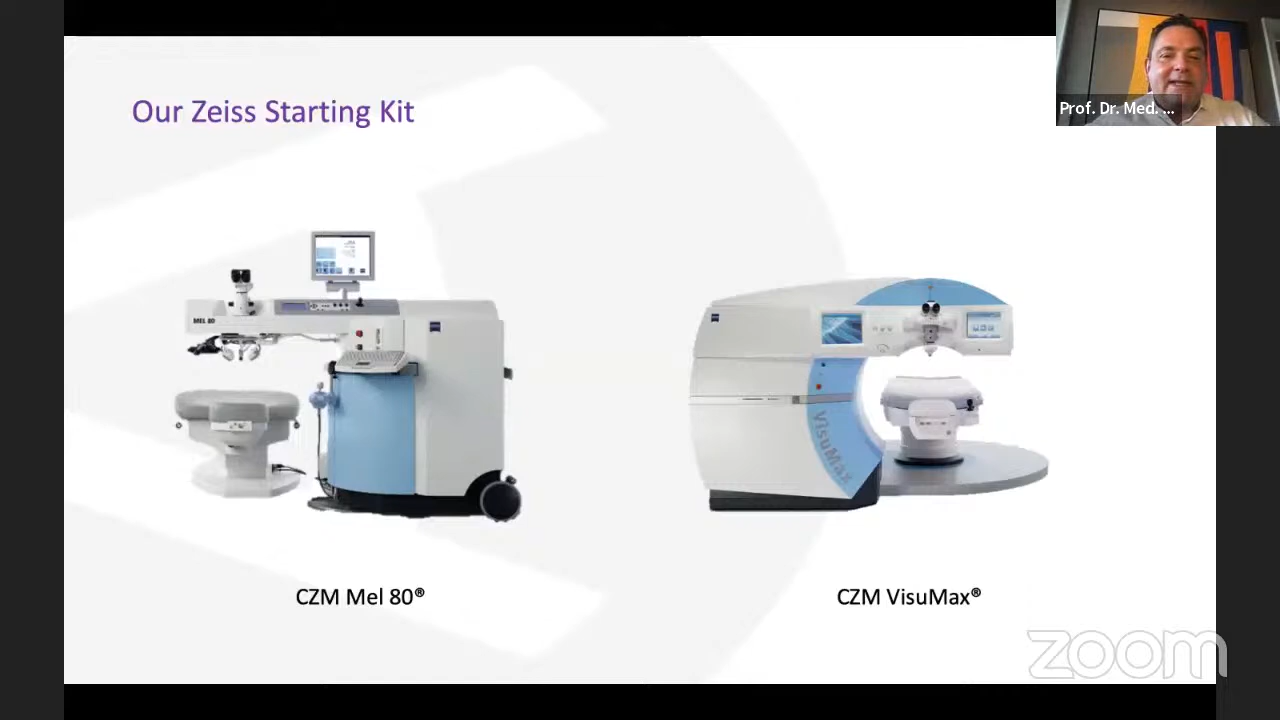 Our Zeiss Starting Kit
Prof. Dr. Med. ...
MEL 80
VisuMax
CZM Mel 80®
CZM VisuMax®
zoom